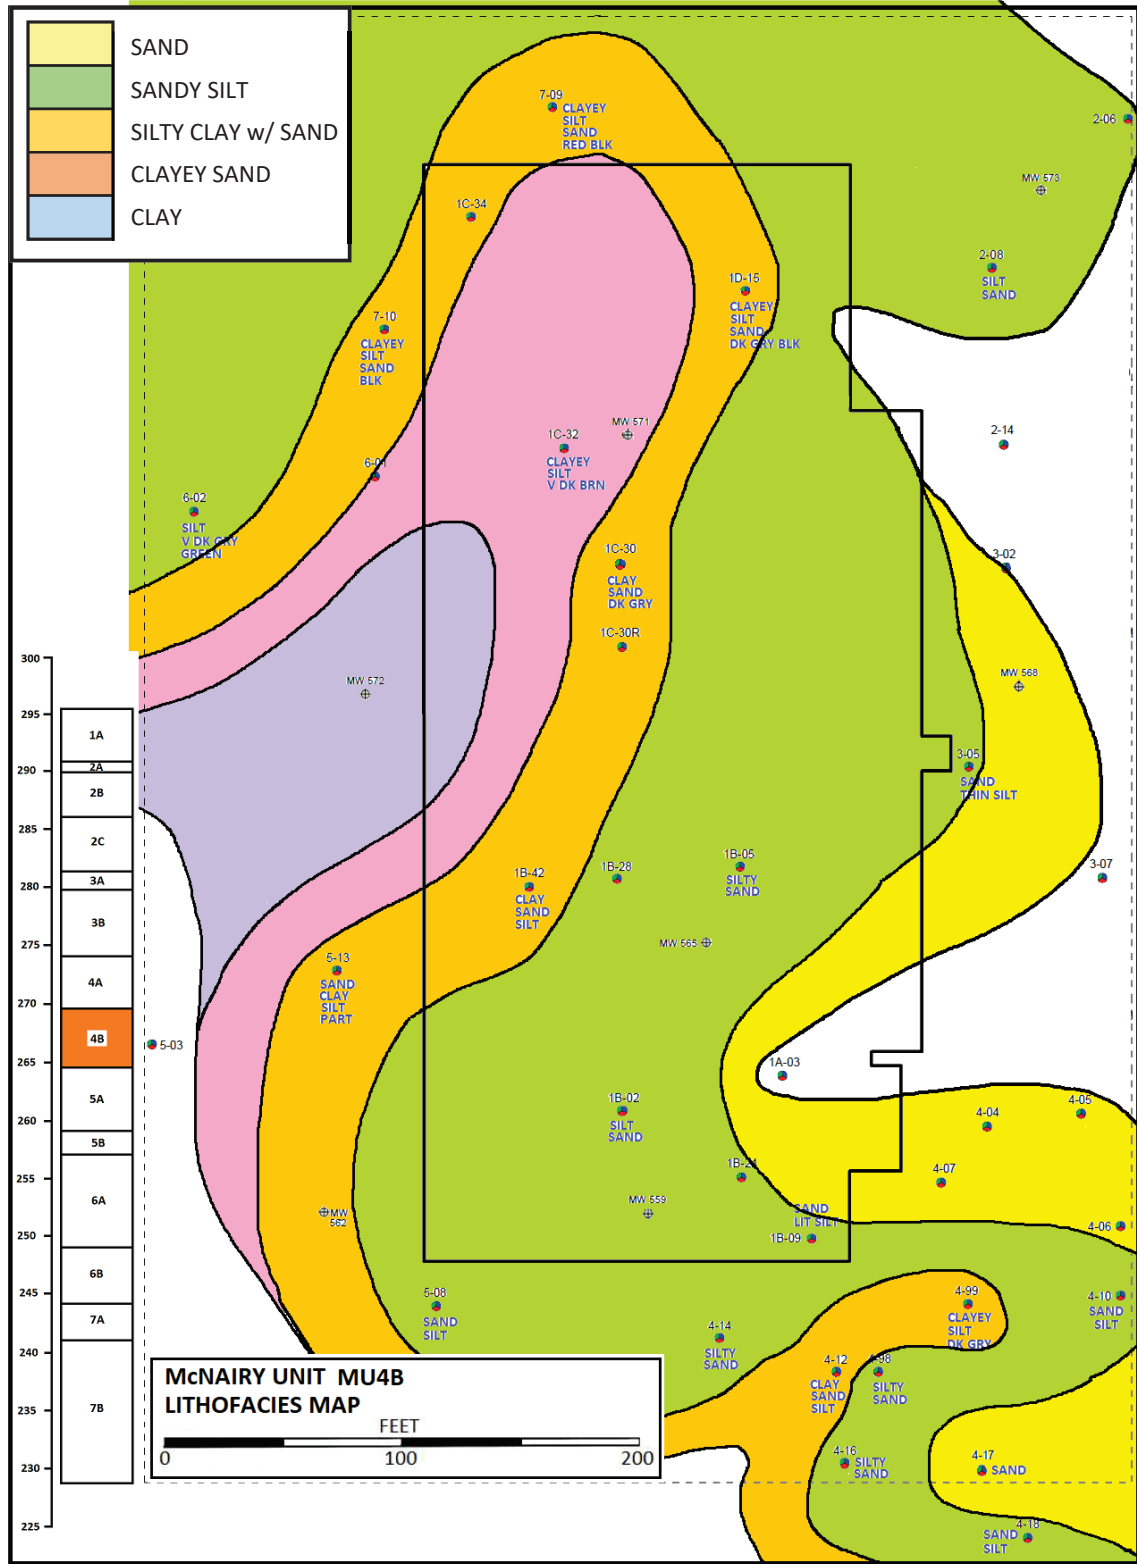 SAND
SANDY SILT
SILTY CLAY w/ SAND
CLAYEY SAND
CLAY
7-09
CLAYEY
SILT
SAND
RED BLK
2-06
MW 573
1C-34
2-08
SILT
SAND
1D-15
CLAYEY
SILT
SAND
DK GRY BLK
7-10
CLAYEY
SILT
SAND
BLK
MW 571
1C-32
CLAYEY
SILT
V DK BRN
2-14
6-01
6-02
SILT
V DK GRY
GREEN
1C-30
CLAY
SAND
DK GRY
3-02
1C-30R
MW 572
MW 568
3-05
SAND
THIN SILT
1B-42
CLAY
SAND
SILT
1B-28
1B-05
SILTY
SAND
3-07
MW 565
5-13
SAND
CLAY
SILT
PART
5-03
1A-03
1B-02
SILT
SAND
4-04
4-05
4-07
1B-21
MW
562
MW 559
SAND
LIT SILT
1B-09
4-06
5-08
SAND
SILT
4-10
SAND
SILT
4-99
CLAYEY
SILT
DK GRY
4-14
SILTY
SAND
4-12
CLAY
SAND
SILT
4-98
SILTY
SAND
4-16
SILTY
SAND
4-17
SAND
4-18
SAND
SILT
300
295
290
285
280
275
270
265
260
255
250
245
240
235
230
225
1A
2A
2B
2C
3A
3B
4A
4B
5A
5B
6A
6B
7A
7B
McNAIRY UNIT MU4B
LITHOFACIES MAP
FEET
0 100 200